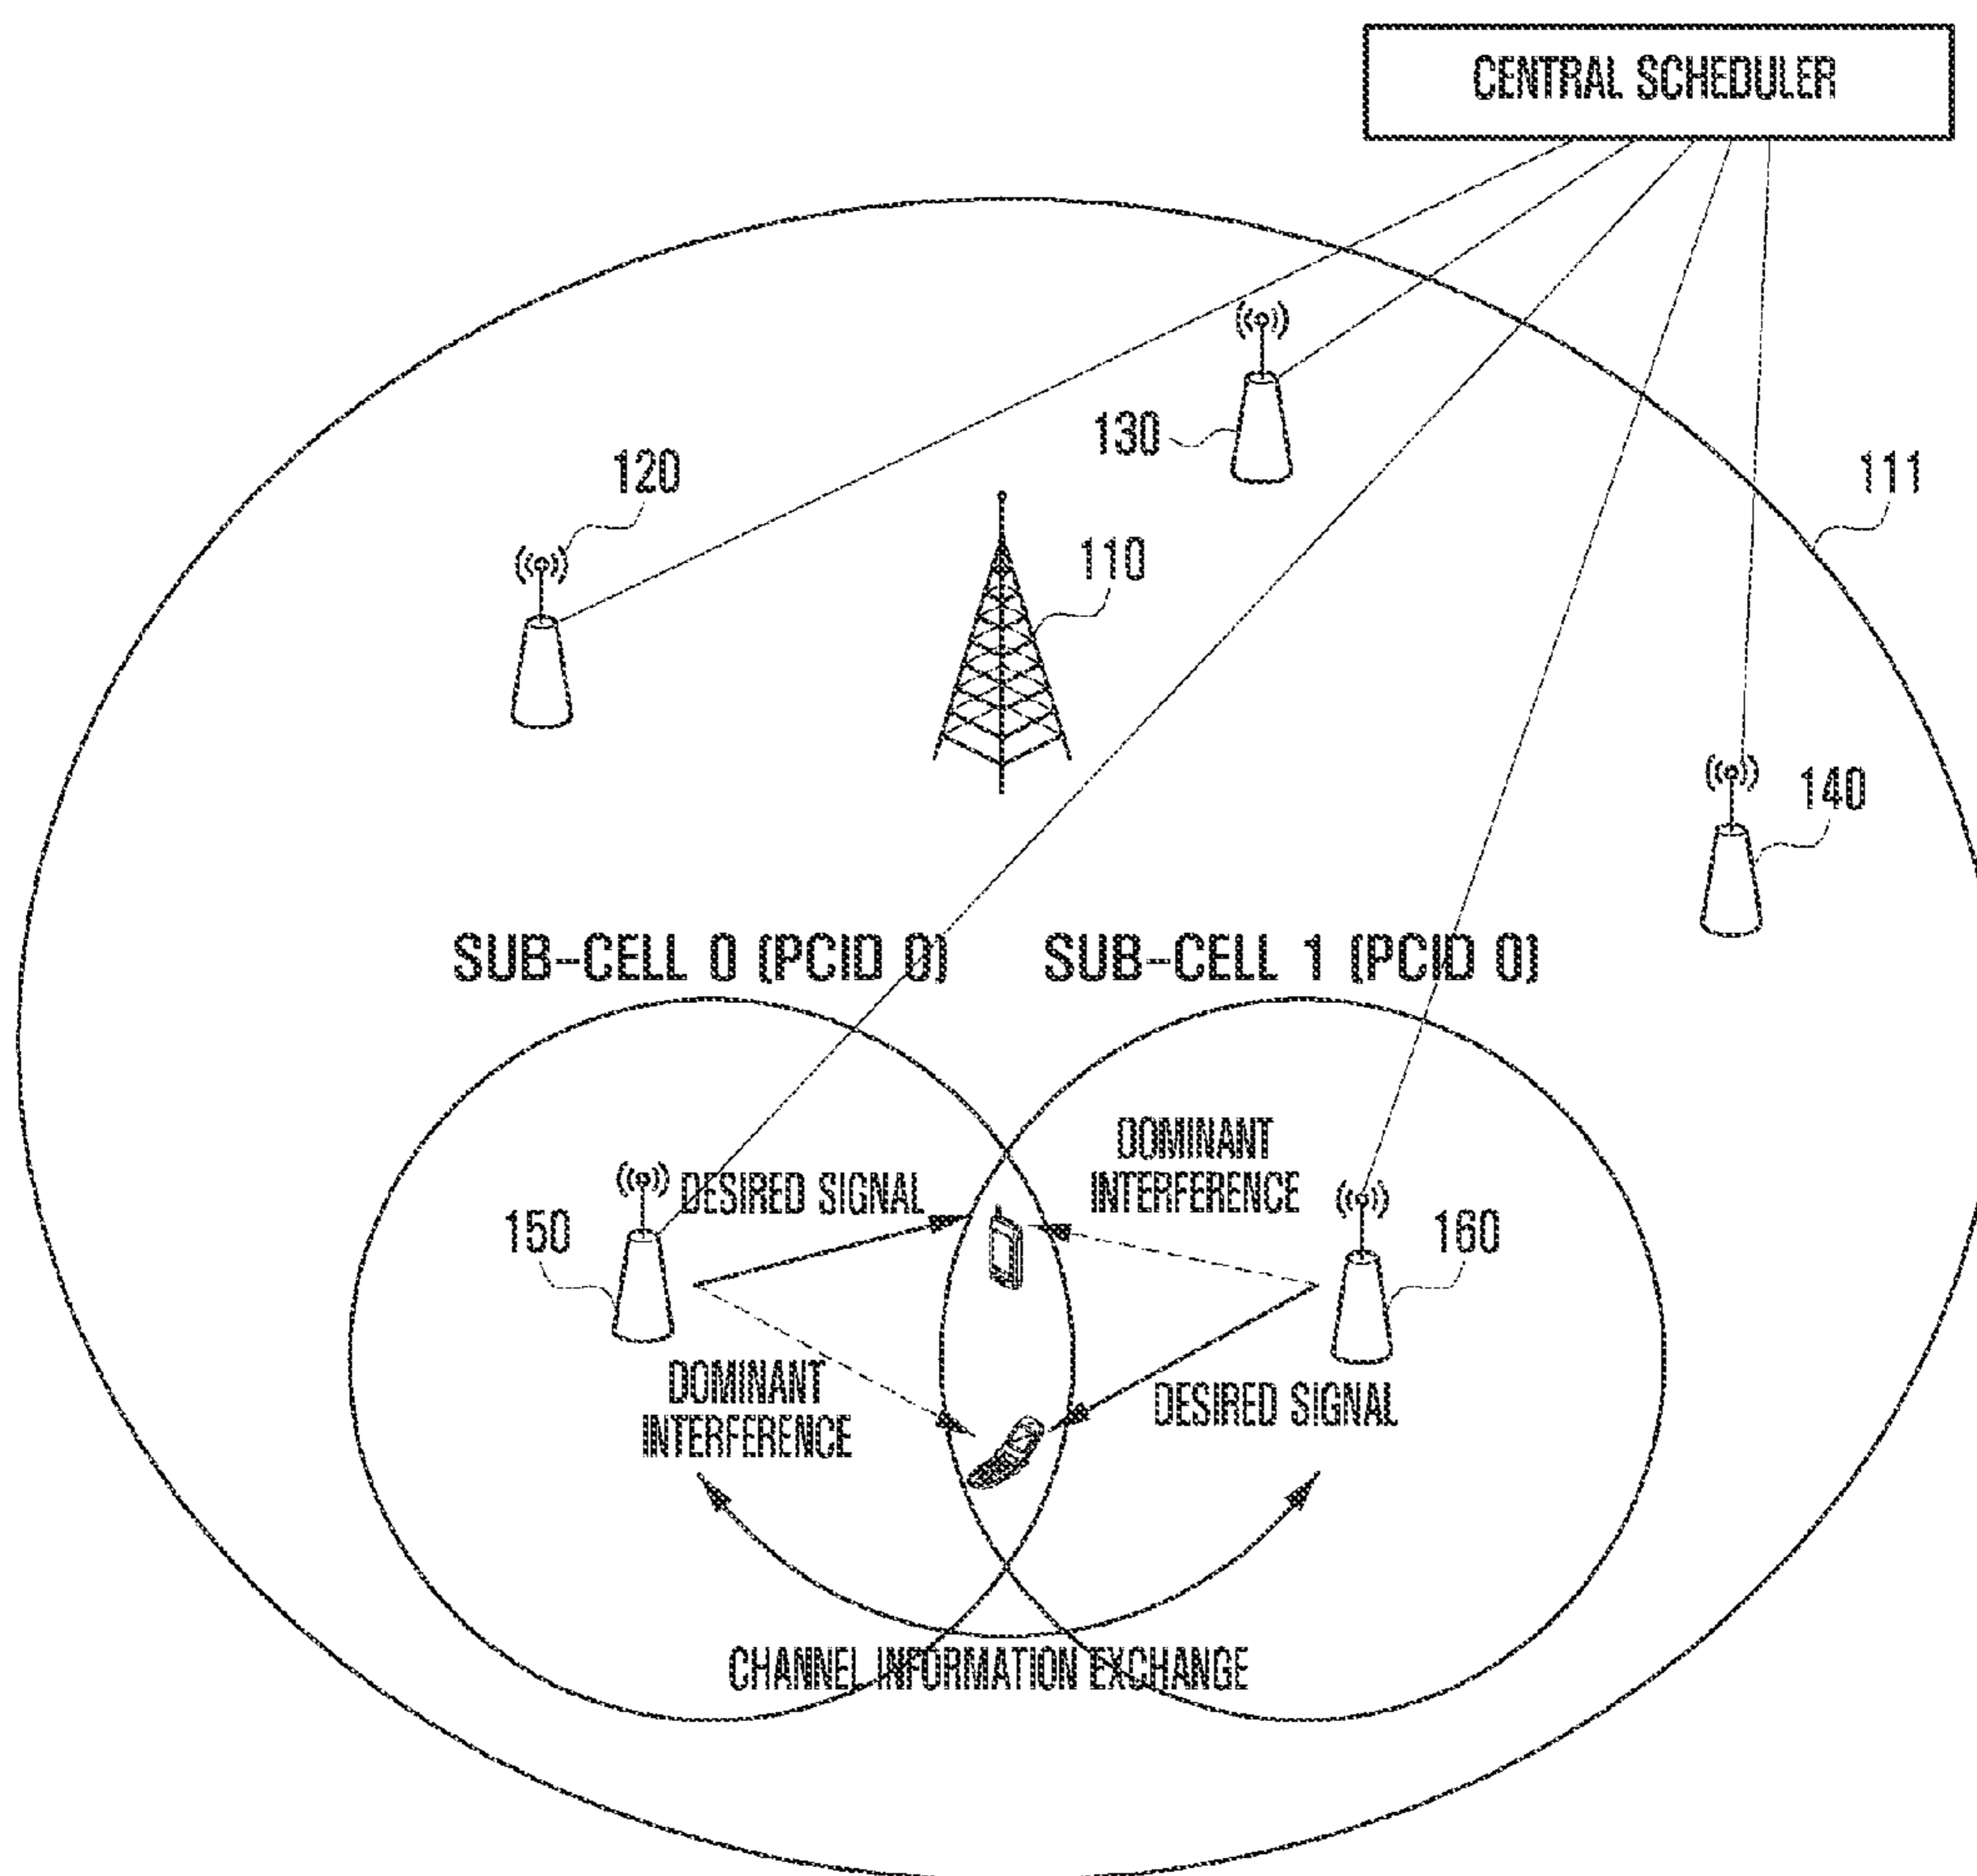 CENTRAL SCHEDULER
130
111
120
110
140
SUB-CELL 0 (PCID 0)
SUB-CELL 1 (PCID 0)
DOMINANT
INTERFERENCE
DESIRED SIGNAL
150
160
DOMINANT
INTERFERENCE
DESIRED SIGNAL
CHANNEL INFORMATION EXCHANGE